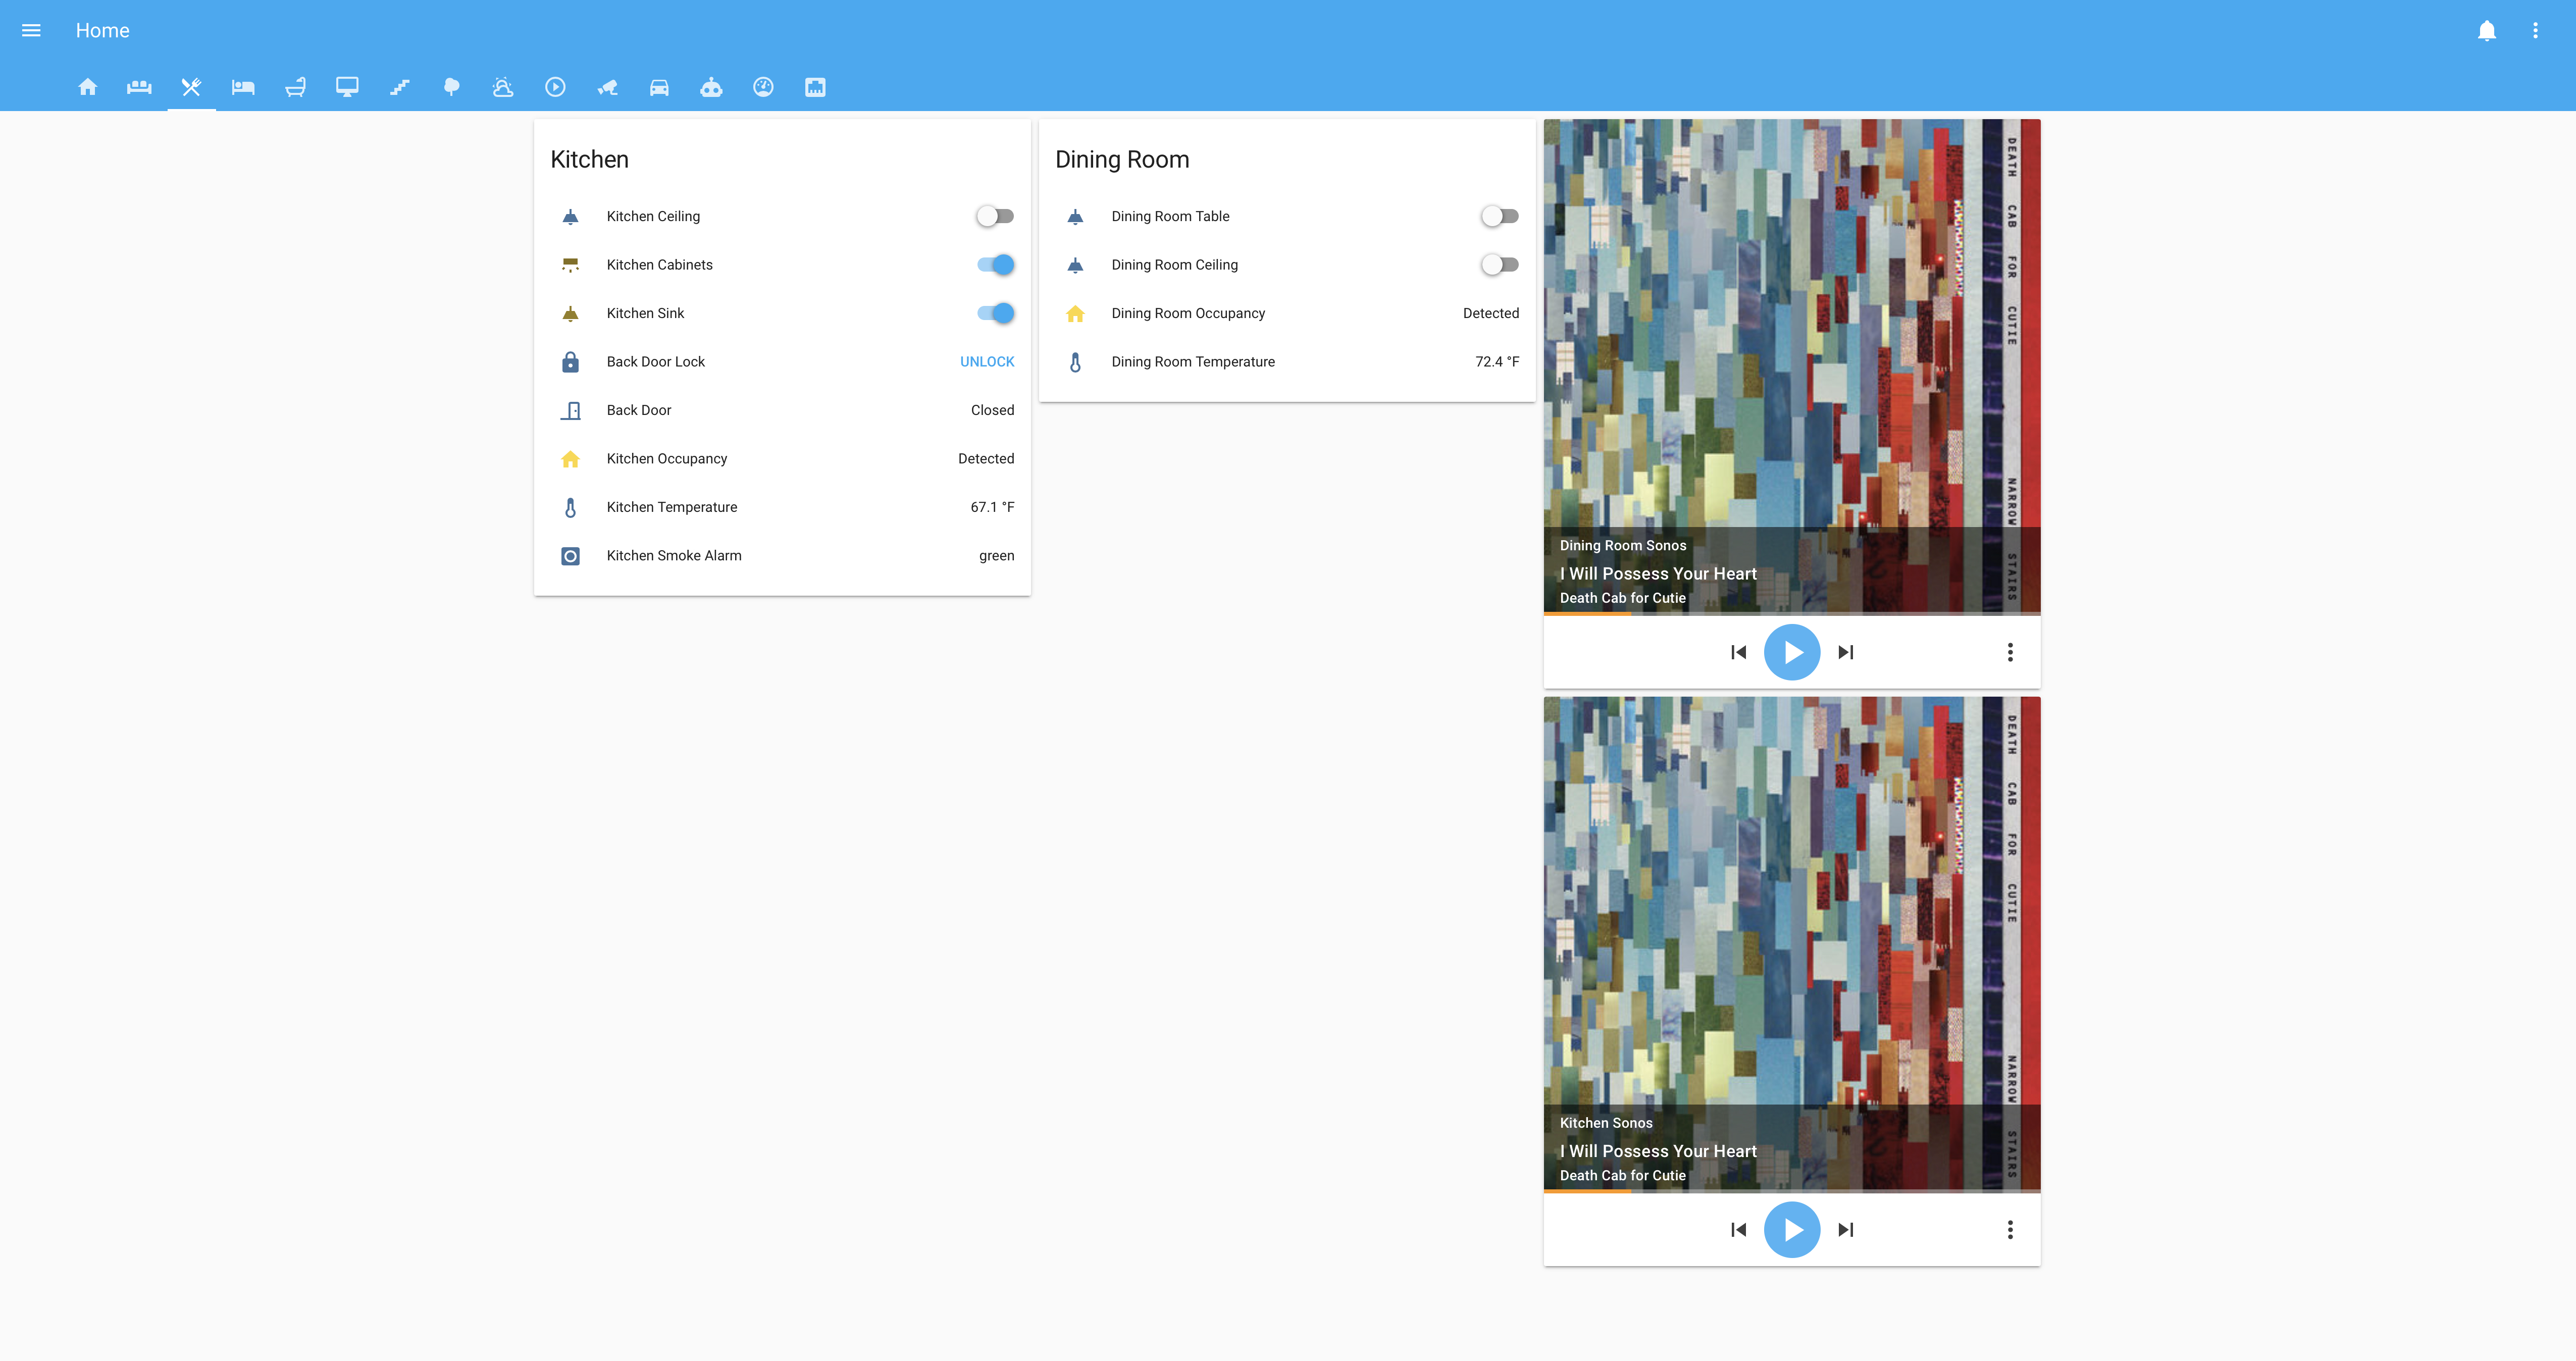 Home
Kitchen
Kitchen Ceiling
Kitchen Cabinets
Kitchen Sink
Back Door Lock UNLOCK
Back Door Closed
Kitchen Occupancy Detected
Kitchen Temperature 67.1 °F
Kitchen Smoke Alarm green
Dining Room
Dining Room Table
Dining Room Ceiling
Dining Room Occupancy Detected
Dining Room Temperature 72.4 °F
DEATH CAB FOR CUTIE NARROW STAIRS
Dining Room Sonos
I Will Possess Your Heart
Death Cab for Cutie
DEATH CAB FOR CUTIE NARROW STAIRS
Kitchen Sonos
I Will Possess Your Heart
Death Cab for Cutie